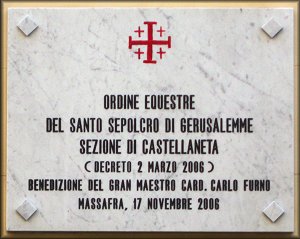 ORDINE EQUESTRE
DEL SANTO SEPOLCRO DI GERUSALEMME
SEZIONE DI CASTELLANETA
(DECRETO 2 MARZO 2006)
BENEDIZIONE DEL GRAN MAESTRO CARD. CARLO FURNO
MASSAFRA, 17 NOVEMBRE 2006